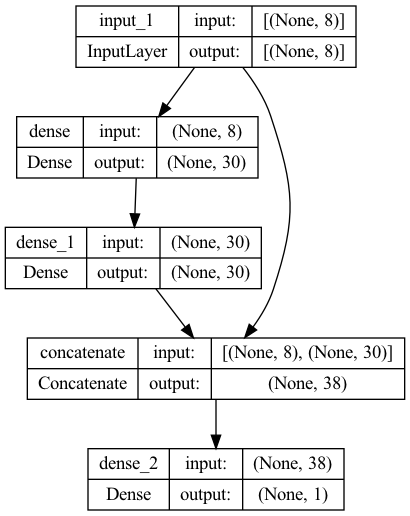 input_1 input: [(None, 8)]
InputLayer output: [(None, 8)]
dense input: (None, 8)
Dense output: (None, 30)
dense_1 input: (None, 30)
Dense output: (None, 30)
concatenate input: [(None, 8), (None, 30)]
Concatenate output: (None, 38)
dense_2 input: (None, 38)
Dense output: (None, 1)